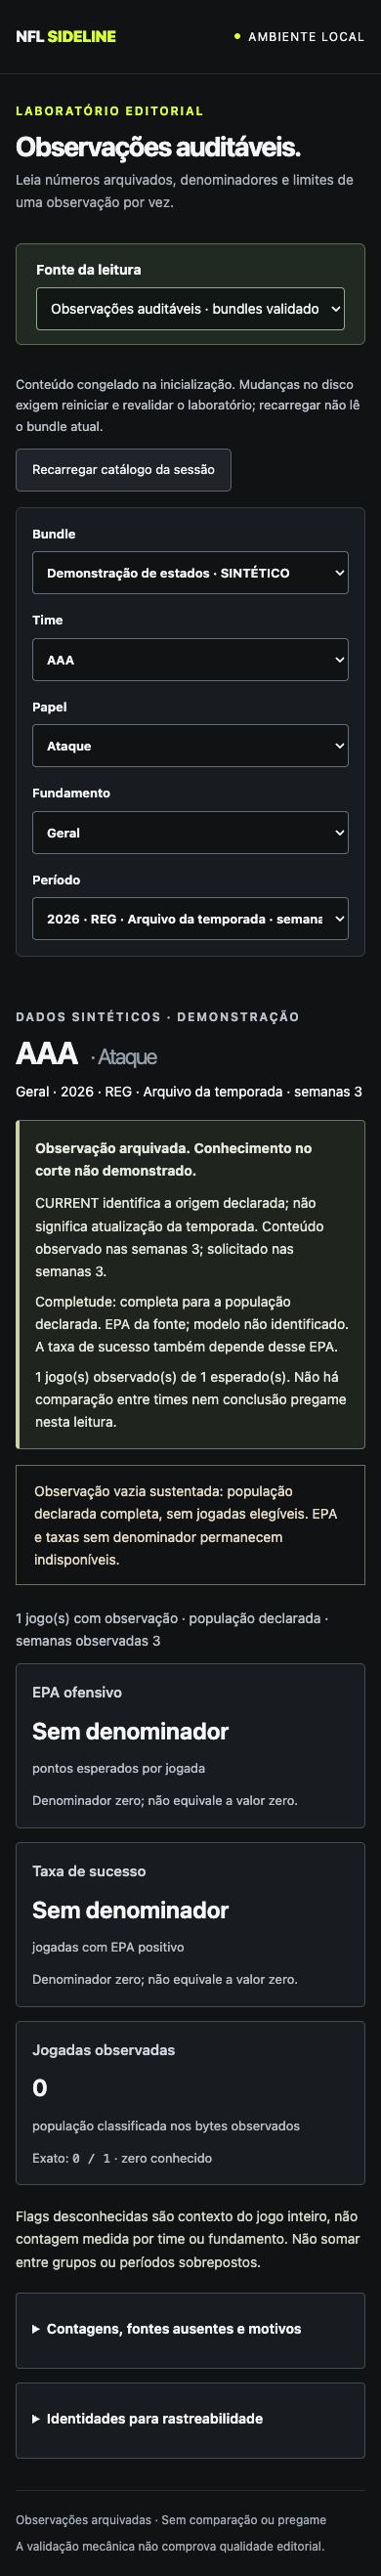 NFL SIDELINE
AMBIENTE LOCAL
LABORATÓRIO EDITORIAL
Observações auditáveis.
Leia números arquivados, denominadores e limites de
uma observação por vez.
Fonte da leitura
Observações auditáveis · bundles validado
Conteúdo congelado na inicialização. Mudanças no disco
exigem reiniciar e revalidar o laboratório; recarregar não lê
o bundle atual.
Recarregar catálogo da sessão
Bundle
Demonstração de estados · SINTÉTICO
Time
AAA
Papel
Ataque
Fundamento
Geral
Período
2026 · REG · Arquivo da temporada · semana
DADOS SINTÉTICOS · DEMONSTRAÇÃO
AAA · Ataque
Geral · 2026 · REG · Arquivo da temporada · semanas 3
Observação arquivada. Conhecimento no
corte não demonstrado.
CURRENT identifica a origem declarada; não
significa atualização da temporada. Conteúdo
observado nas semanas 3; solicitado nas
semanas 3.
Completude: completa para a população
declarada. EPA da fonte; modelo não identificado.
A taxa de sucesso também depende desse EPA.
1 jogo(s) observado(s) de 1 esperado(s). Não há
comparação entre times nem conclusão pregame
nesta leitura.
Observação vazia sustentada: população
declarada completa, sem jogadas elegíveis. EPA
e taxas sem denominador permanecem
indisponíveis.
1 jogo(s) com observação · população declarada ·
semanas observadas 3
EPA ofensivo
Sem denominador
pontos esperados por jogada
Denominador zero; não equivale a valor zero.
Taxa de sucesso
Sem denominador
jogadas com EPA positivo
Denominador zero; não equivale a valor zero.
Jogadas observadas
0
população classificada nos bytes observados
Exato: 0 / 1 · zero conhecido
Flags desconhecidas são contexto do jogo inteiro, não
contagem medida por time ou fundamento. Não somar
entre grupos ou períodos sobrepostos.
Contagens, fontes ausentes e motivos
Identidades para rastreabilidade
Observações arquivadas · Sem comparação ou pregame
A validação mecânica não comprova qualidade editorial.